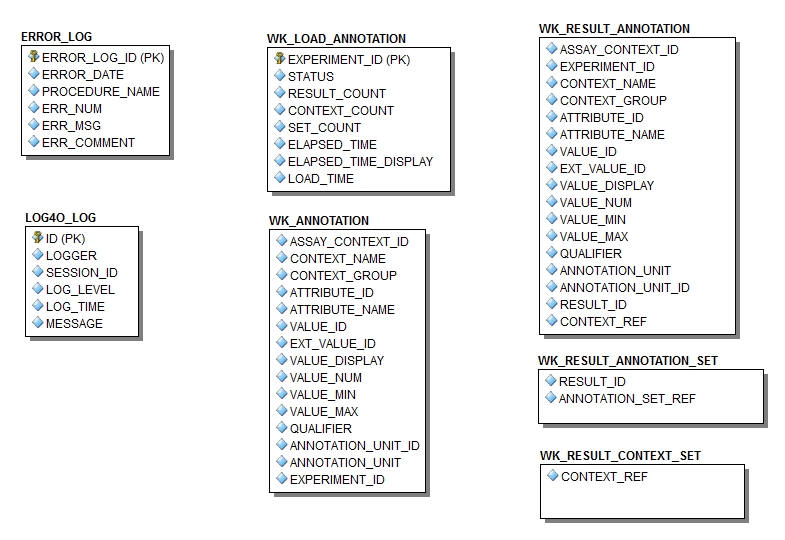 ERROR_LOG
ERROR_LOG_ID (PK)
ERROR_DATE
PROCEDURE_NAME
ERR_NUM
ERR_MSG
ERR_COMMENT
LOG4O_LOG
ID (PK)
LOGGER
SESSION_ID
LOG_LEVEL
LOG_TIME
MESSAGE
WK_LOAD_ANNOTATION
EXPERIMENT_ID (PK)
STATUS
RESULT_COUNT
CONTEXT_COUNT
SET_COUNT
ELAPSED_TIME
ELAPSED_TIME_DISPLAY
LOAD_TIME
WK_ANNOTATION
ASSAY_CONTEXT_ID
CONTEXT_NAME
CONTEXT_GROUP
ATTRIBUTE_ID
ATTRIBUTE_NAME
VALUE_ID
EXT_VALUE_ID
VALUE_DISPLAY
VALUE_NUM
VALUE_MIN
VALUE_MAX
QUALIFIER
ANNOTATION_UNIT_ID
ANNOTATION_UNIT
EXPERIMENT_ID
WK_RESULT_ANNOTATION
ASSAY_CONTEXT_ID
EXPERIMENT_ID
CONTEXT_NAME
CONTEXT_GROUP
ATTRIBUTE_ID
ATTRIBUTE_NAME
VALUE_ID
EXT_VALUE_ID
VALUE_DISPLAY
VALUE_NUM
VALUE_MIN
VALUE_MAX
QUALIFIER
ANNOTATION_UNIT
ANNOTATION_UNIT_ID
RESULT_ID
CONTEXT_REF
WK_RESULT_ANNOTATION_SET
RESULT_ID
ANNOTATION_SET_REF
WK_RESULT_CONTEXT_SET
CONTEXT_REF